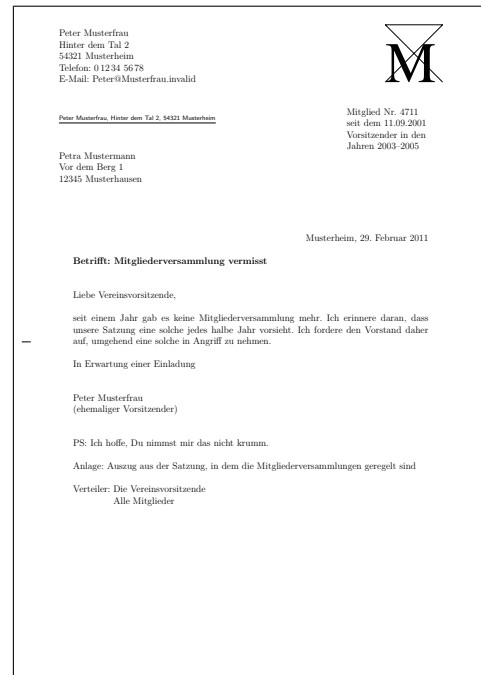 Peter Musterfrau
Hinter dem Tal 2
54321 Musterheim
Telefon: 0 12 34 56 78
E-Mail: Peter@Musterfrau.invalid
M
Peter Musterfrau, Hinter dem Tal 2, 54321 Musterheim
Mitglied Nr. 4711
seit dem 11.09.2001
Vorsitzender in den
Jahren 2003–2005
Petra Mustermann
Vor dem Berg 1
12345 Musterhausen
Musterheim, 29. Februar 2011
Betrifft: Mitgliederversammlung vermisst
Liebe Vereinsvorsitzende,
seit einem Jahr gab es keine Mitgliederversammlung mehr. Ich erinnere daran, dass
unsere Satzung eine solche jedes halbe Jahr vorsieht. Ich fordere den Vorstand daher
auf, umgehend eine solche in Angriff zu nehmen.
In Erwartung einer Einladung
Peter Musterfrau
(ehemaliger Vorsitzender)
PS: Ich hoffe, Du nimmst mir das nicht krumm.
Anlage: Auszug aus der Satzung, in dem die Mitgliederversammlungen geregelt sind
Verteiler: Die Vereinsvorsitzende
Alle Mitglieder